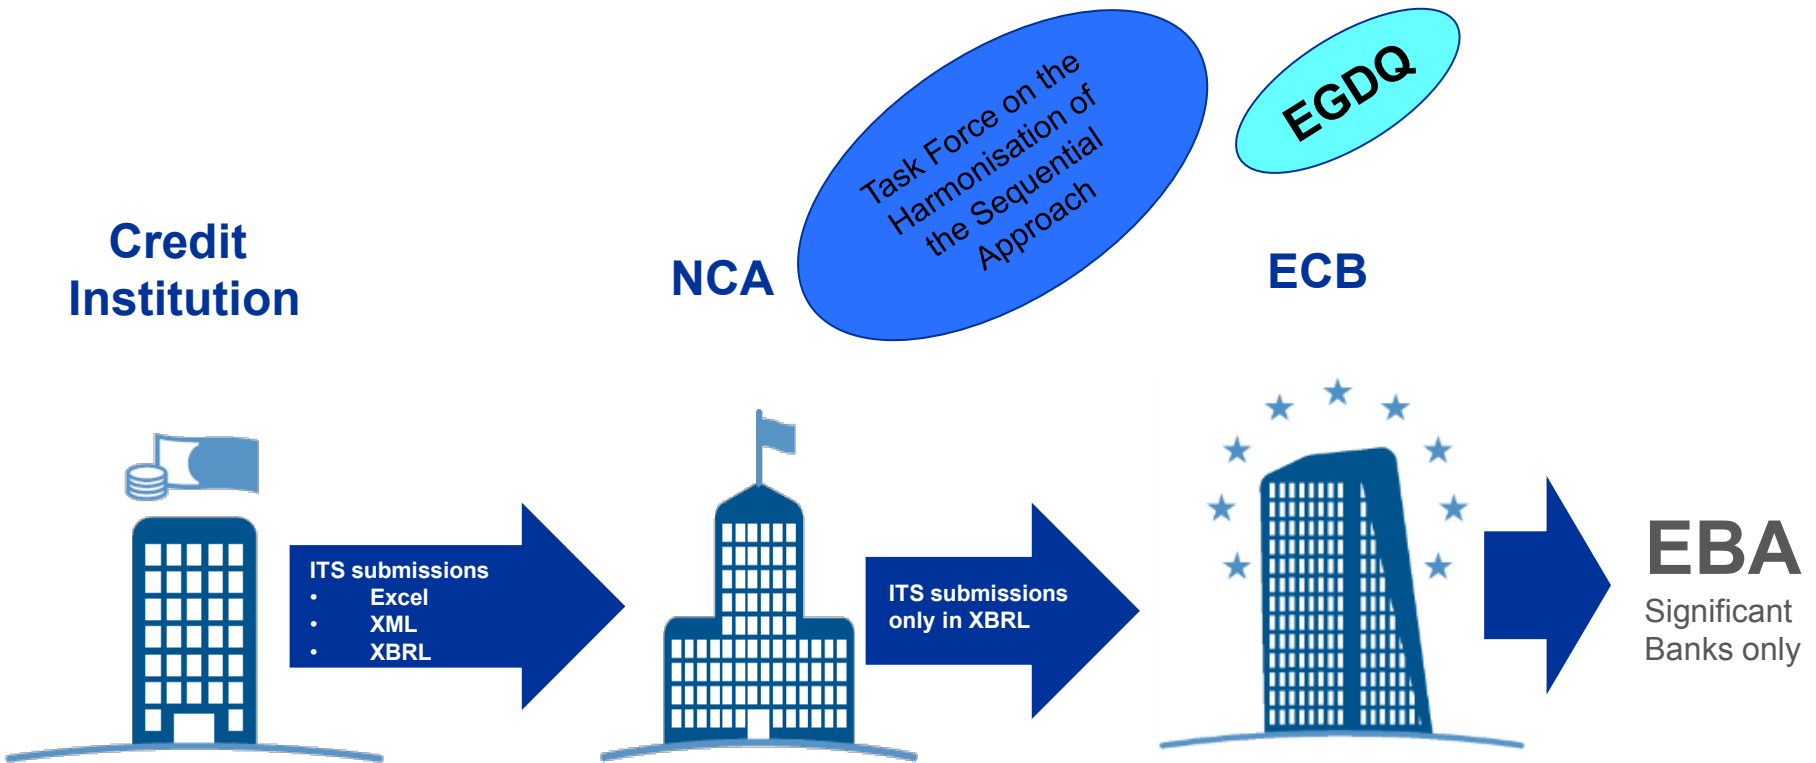 Task Force on the
Harmonisation of
the Sequential
Approach
EGDQ
Credit
Institution
NCA
ECB
ITS submissions
• Excel
• XML
• XBRL
ITS submissions
only in XBRL
EBA
Significant
Banks only